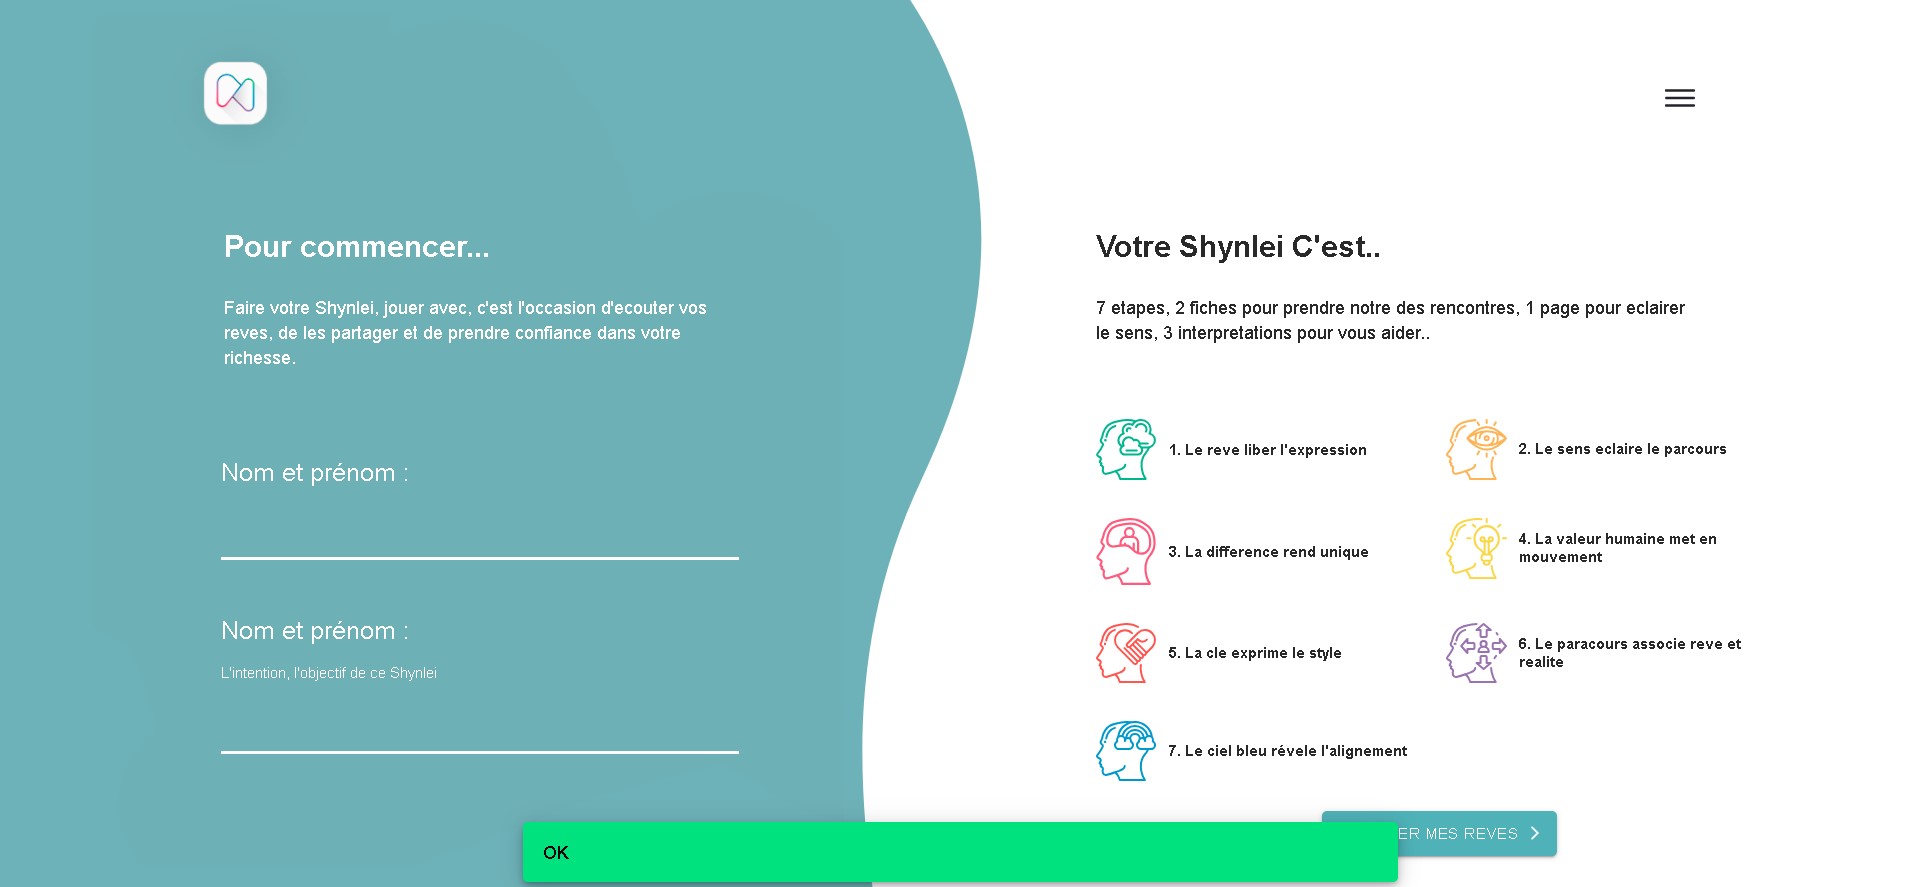 Pour commencer...
Faire votre Shynlei, jouer avec, c'est l'occasion d'ecouter vos
reves, de les partager et de prendre confiance dans votre
richesse.
Nom et prénom :
Nom et prénom :
L'intention, l'objectif de ce Shynlei
Votre Shynlei C'est..
7 etapes, 2 fiches pour prendre notre des rencontres, 1 page pour eclairer
le sens, 3 interpretations pour vous aider..
1. Le reve liber l'expression
2. Le sens eclaire le parcours
3. La difference rend unique
4. La valeur humaine met en
mouvement
5. La cle exprime le style
6. Le paracours associe reve et
realite
7. Le ciel bleu révele l'alignement
ER MES REVES
OK